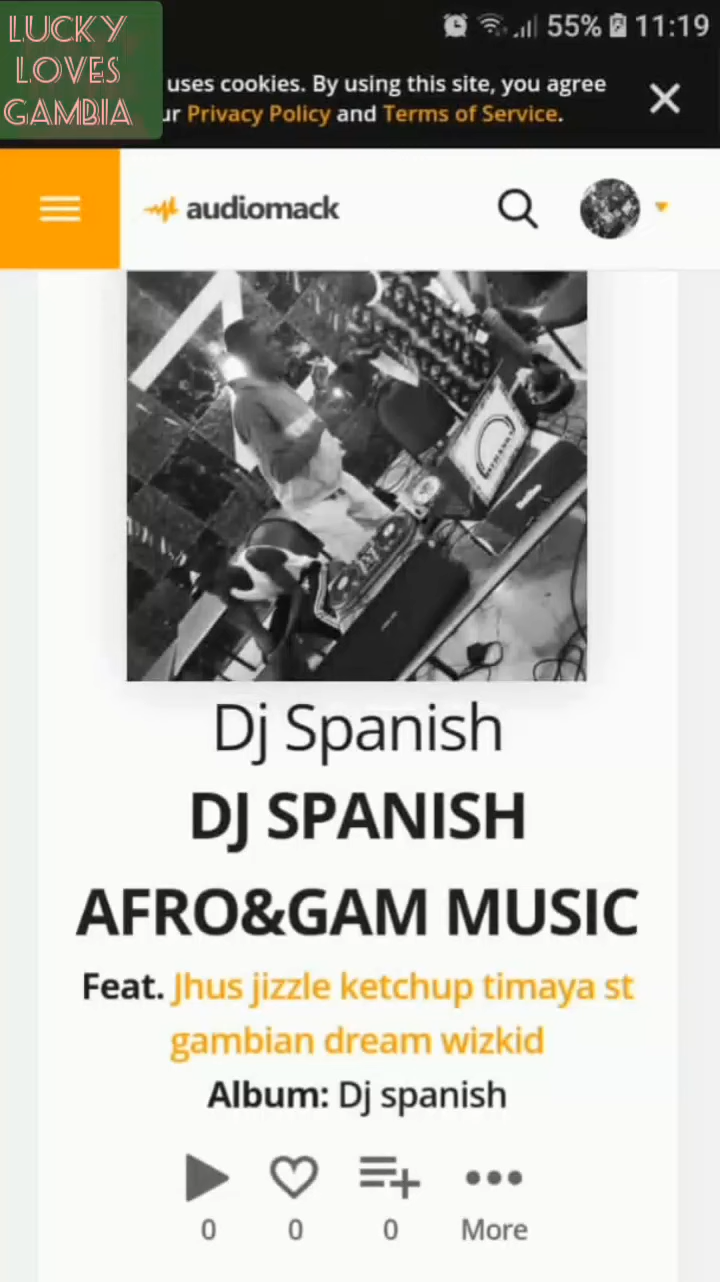 LUCKY
LOVES
GAMBIA
55% 11:19
uses cookies. By using this site, you agree
ur Privacy Policy and Terms of Service.
audiomack
Dj Spanish
DJ SPANISH
AFRO&GAM MUSIC
Feat. Jhus jizzle ketchup timaya st
gambian dream wizkid
Album: Dj spanish
0 0 0 More